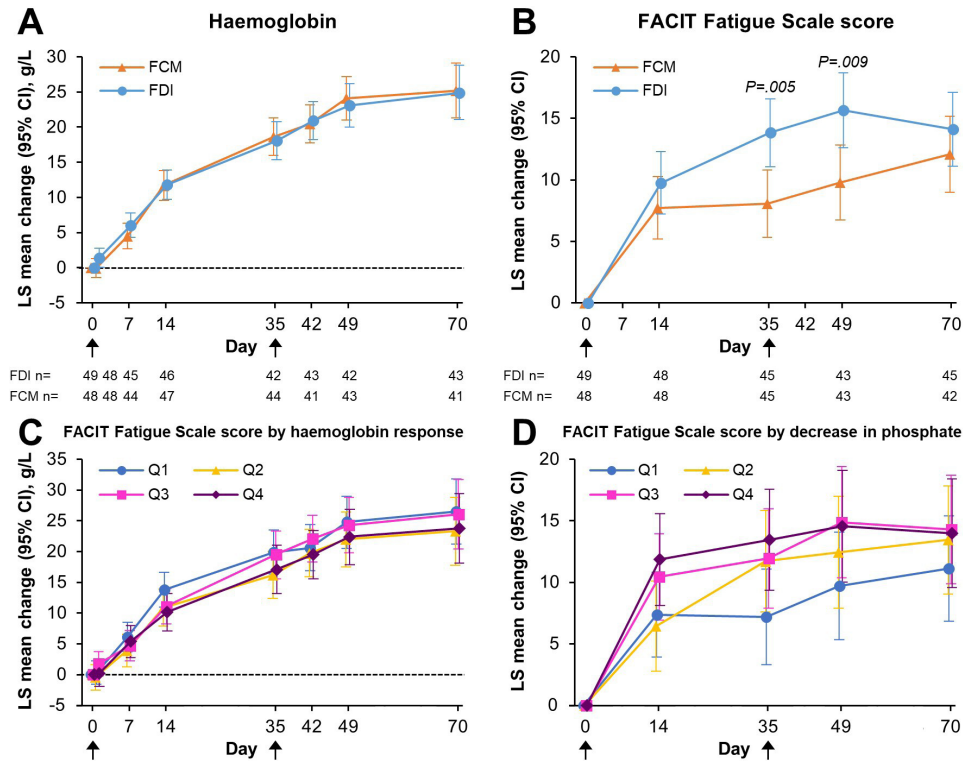 A
Haemoglobin
LS mean change (95% CI), g/L
30
25
20
15
10
5
0
-5
FCM
FDI
0 7 14 35 42 49 70
Day
FDI n= 49 48 45 46 42 43 42 43
FCM n= 48 48 44 47 44 41 43 41
B
FACIT Fatigue Scale score
LS mean change (95% CI)
20
15
10
5
0
FCM
FDI
P=.005
P=.009
0 7 14 35 42 49 70
Day
FDI n= 49 48 45 43 45
FCM n= 48 48 45 43 42
C
FACIT Fatigue Scale score by haemoglobin response
LS mean change (95% CI), g/L
35
30
25
20
15
10
5
0
-5
Q1 Q2
Q3 Q4
0 7 14 35 42 49 70
Day
D
FACIT Fatigue Scale score by decrease in phosphate
LS mean change (95% CI)
20
15
10
5
0
Q1 Q2
Q3 Q4
0 14 35 49 70
Day